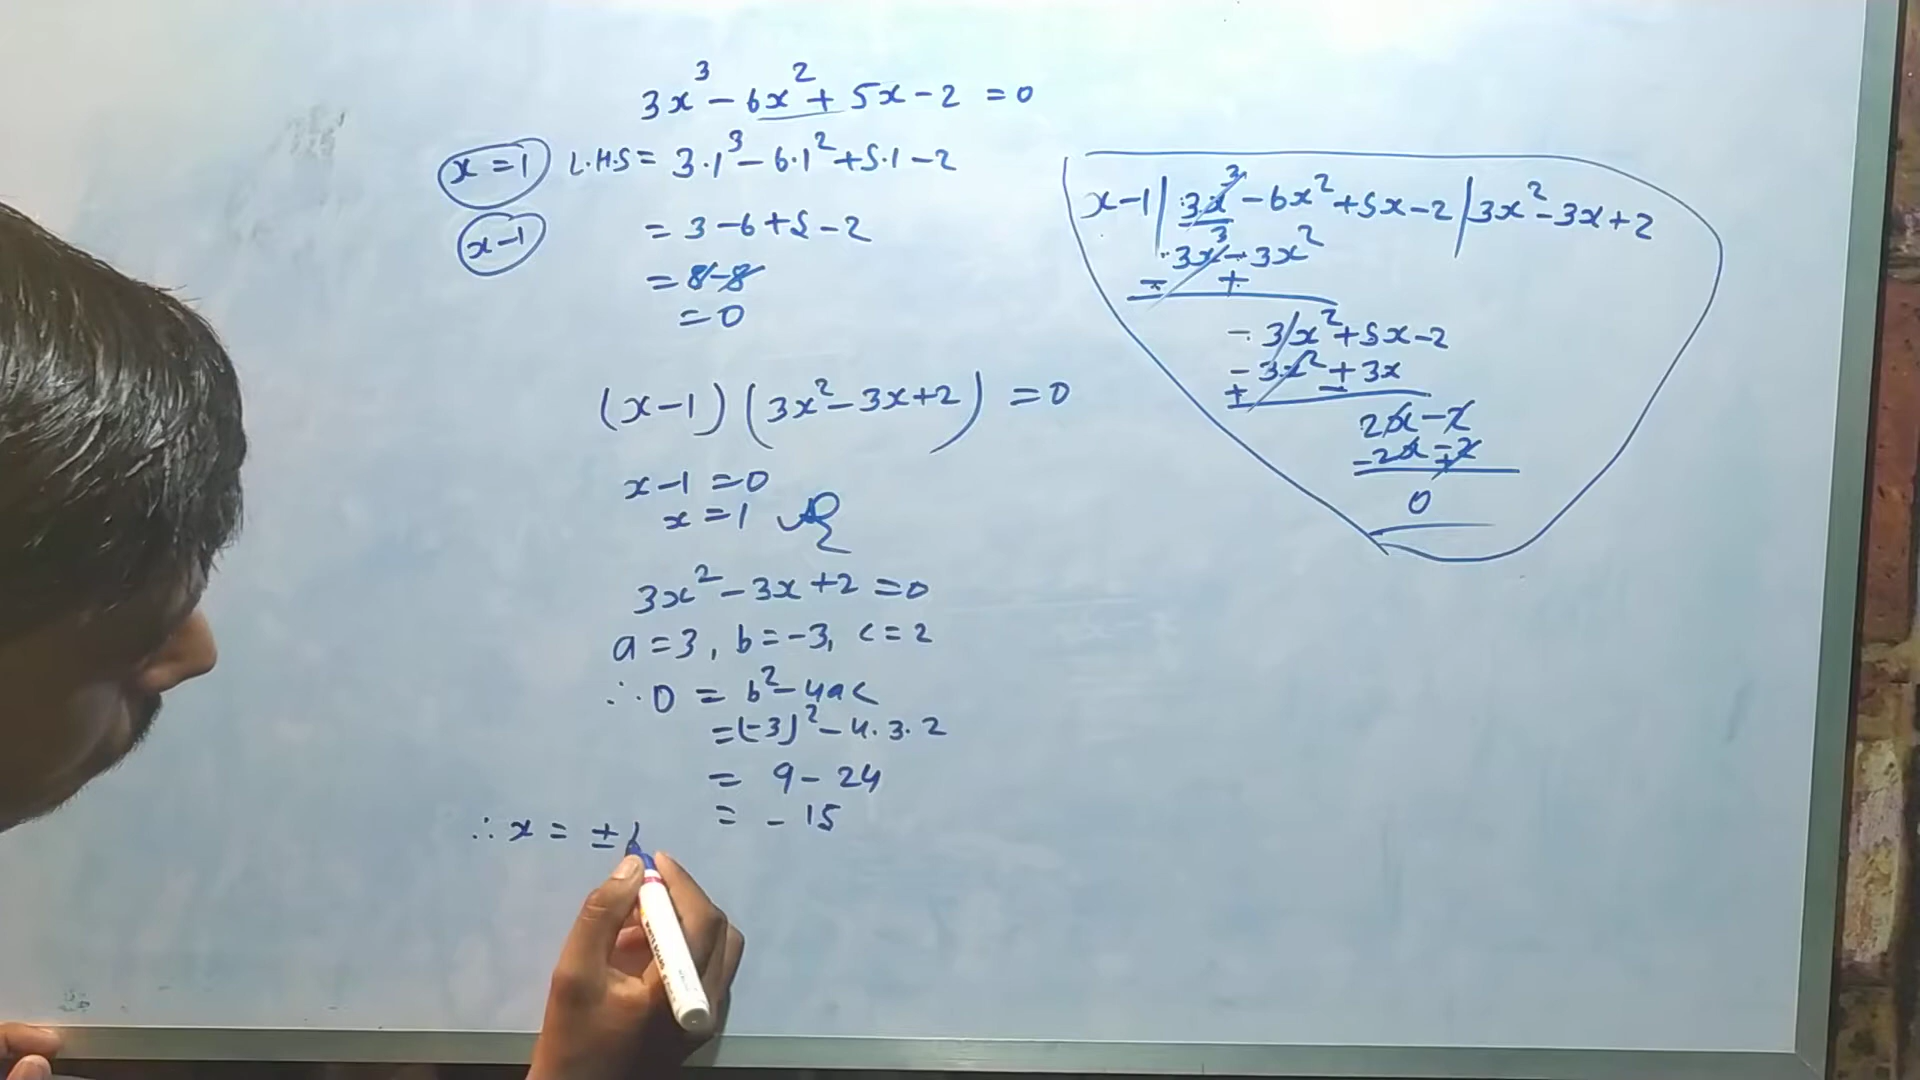 3x³ - 6x² + 5x - 2 = 0
x = 1 L.H.S = 3·1³ - 6·1² + 5·1 - 2
x-1 = 3 - 6 + 5 - 2
= 8 - 8
= 0
(x-1) (3x² - 3x + 2) = 0
x - 1 = 0
x = 1
3x² - 3x + 2 = 0
a = 3, b = -3, c = 2
∴ D = b² - 4ac
= (-3)² - 4.3.2
= 9 - 24
= - 15
∴ x = ±
x-1 | 3x³ - 6x² + 5x - 2 | 3x² - 3x + 2
3x³ - 3x²
- +
- 3x² + 5x - 2
- 3x² + 3x
+ -
2x - 2
2x - 2
- +
0